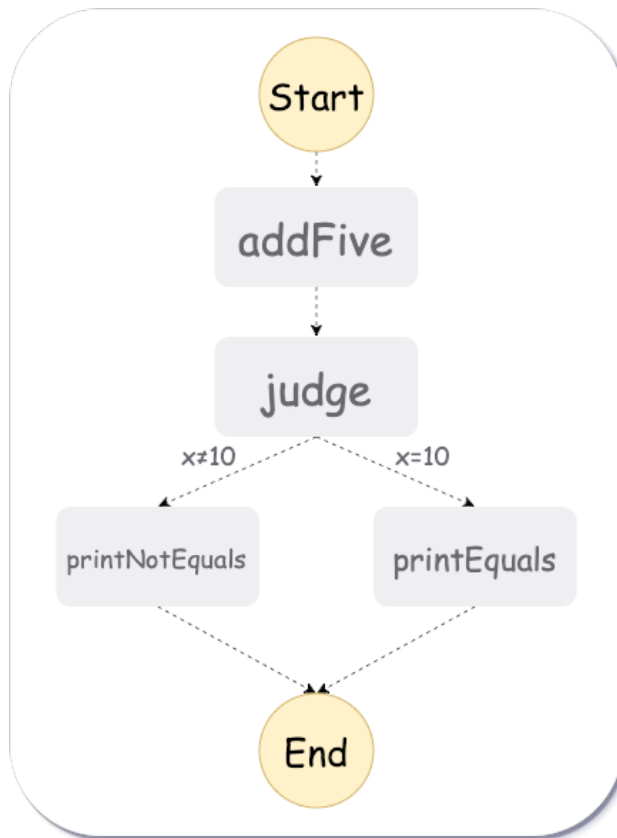 Start
addFive
judge
x≠10
x=10
printNotEquals
printEquals
End